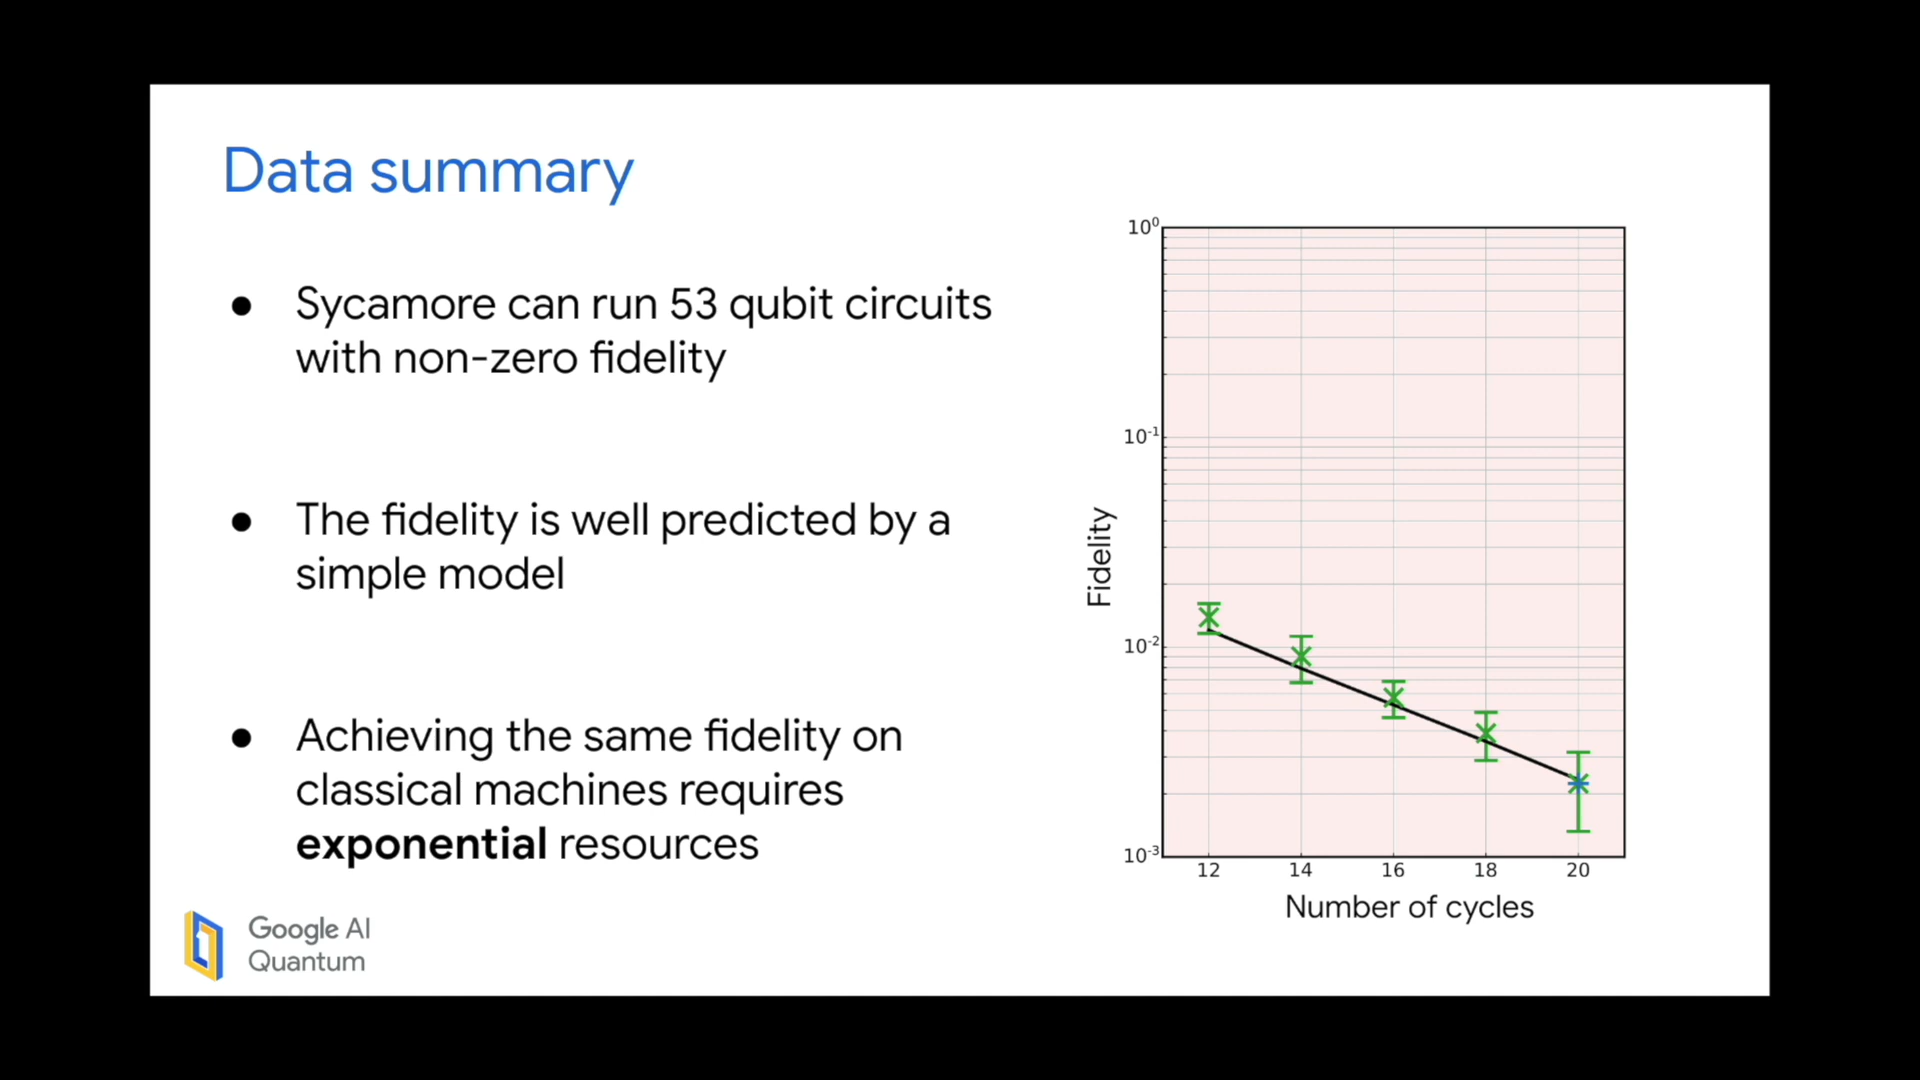 Data summary
● Sycamore can run 53 qubit circuits
with non-zero fidelity
● The fidelity is well predicted by a
simple model
● Achieving the same fidelity on
classical machines requires
exponential resources
Google AI
Quantum
10⁰
10⁻¹
10⁻²
10⁻³
Fidelity
12 14 16 18 20
Number of cycles